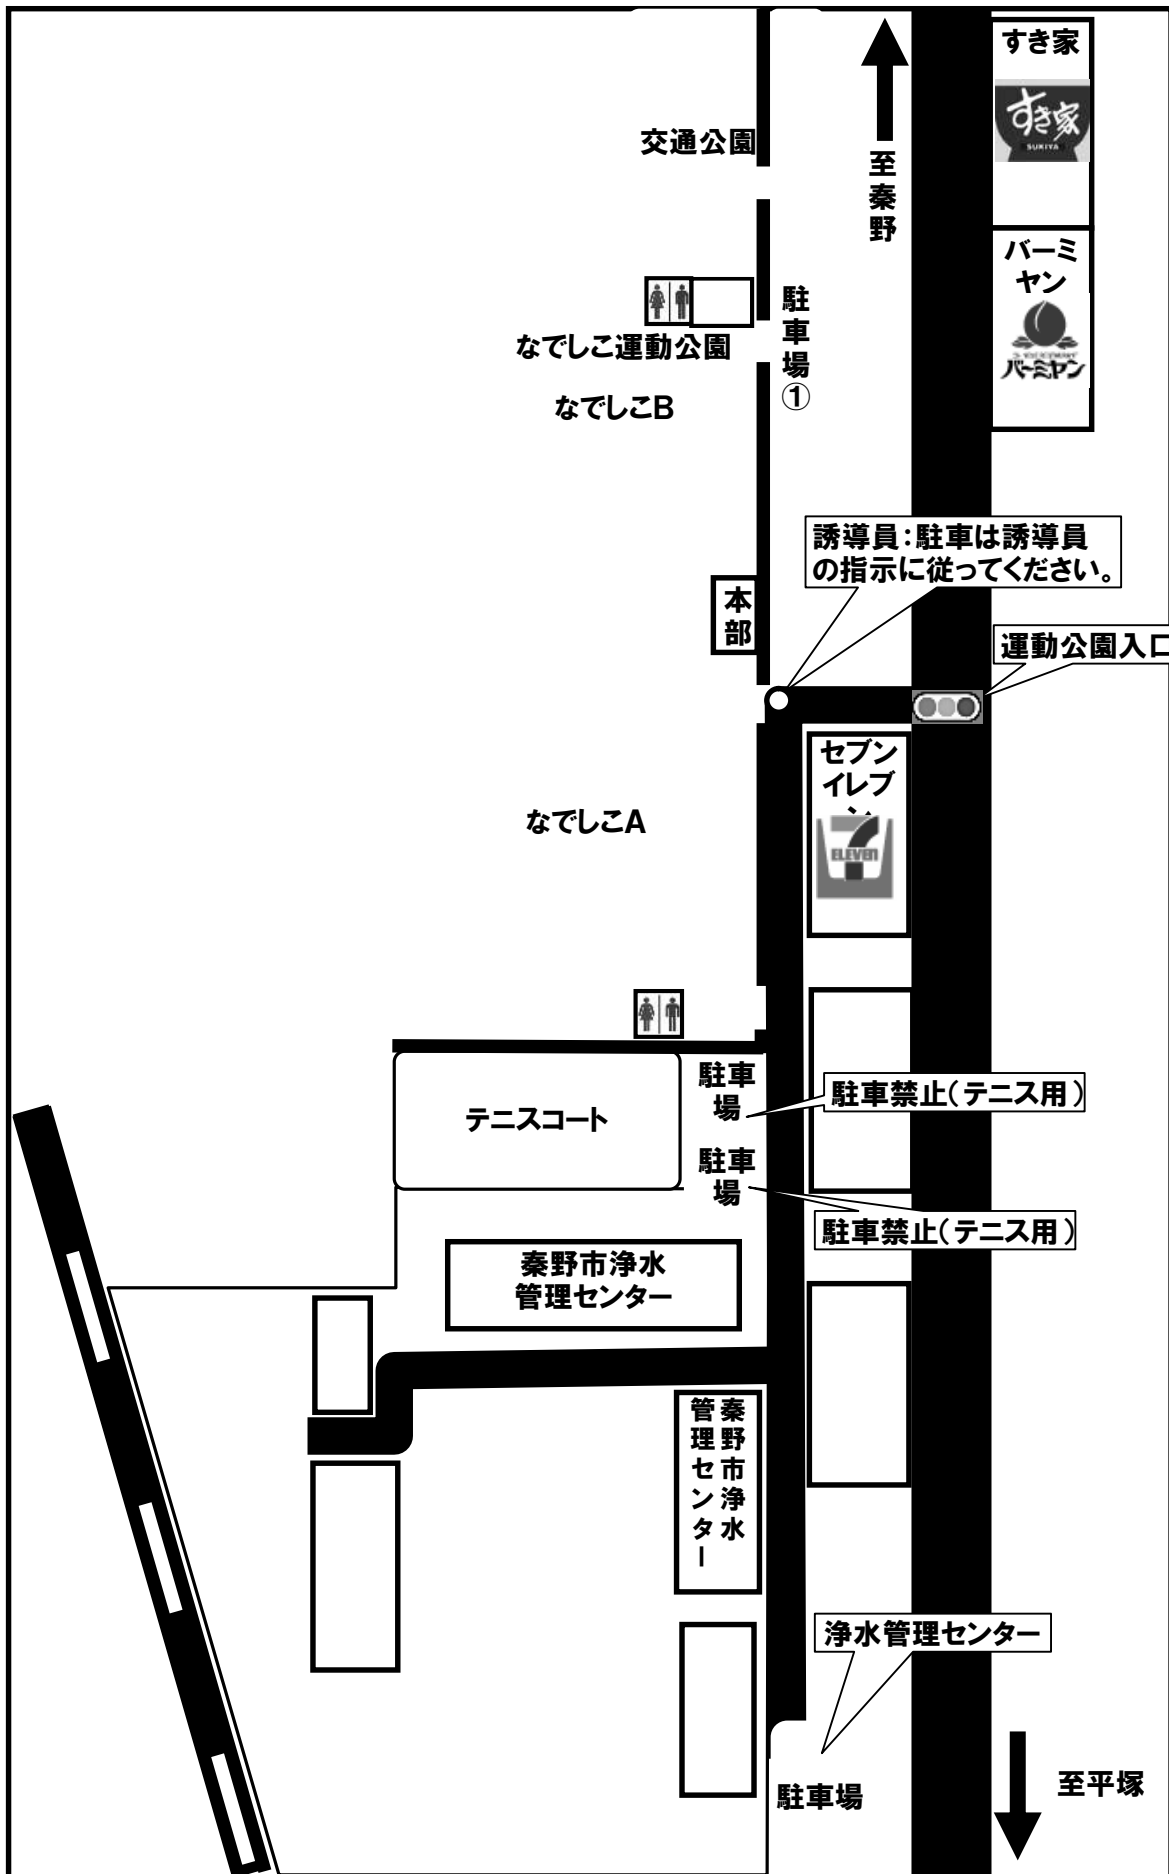 すき家
すき家
SUKIYA
交通公園
至秦野
バーミ
ヤン
バーミヤン
駐車場①
なでしこ運動公園
なでしこB
誘導員：駐車は誘導員
の指示に従ってください。
本部
運動公園入口
セブン
イレブ
ン
7
ELEVEN
なでしこA
駐車
場
駐車禁止（テニス用）
テニスコート
駐車
場
駐車禁止（テニス用）
秦野市浄水
管理センター
秦野市浄水
管理センター
浄水管理センター
駐車場
至平塚